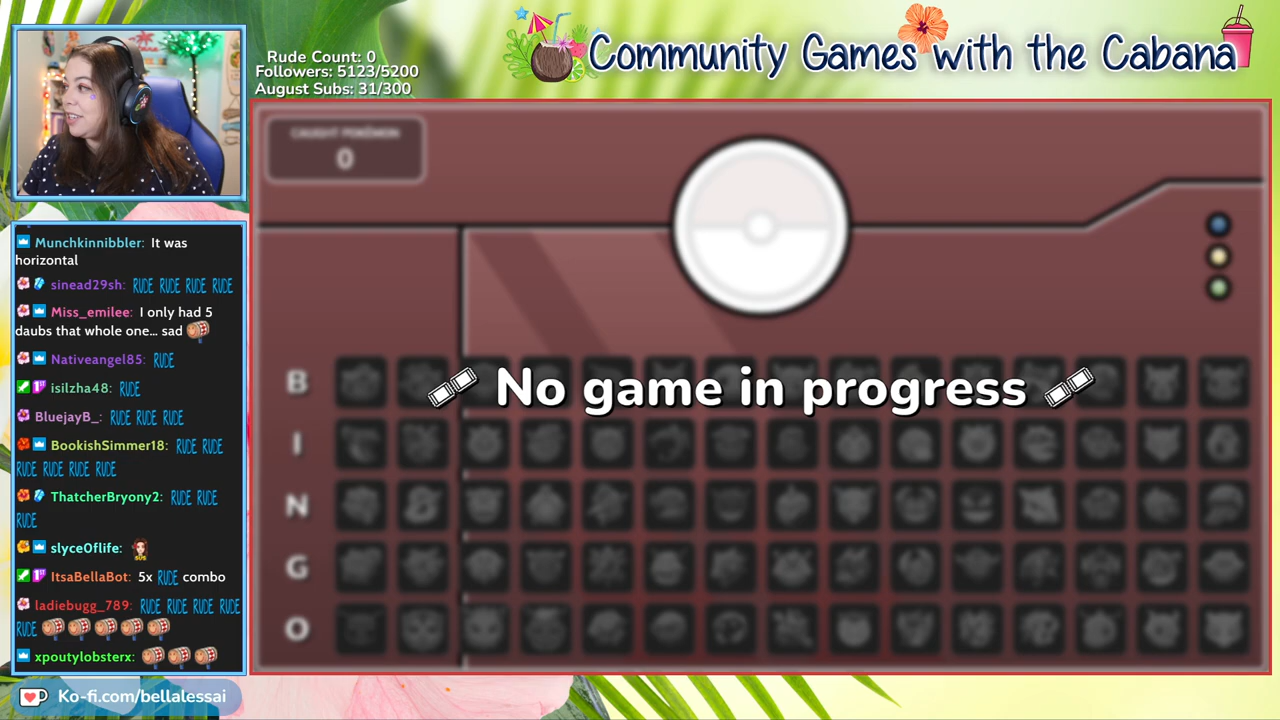 Community Games with the Cabana
Rude Count: 0
Followers: 5123/5200
August Subs: 31/300
CAUGHT POKÉMON
0
No game in progress
B
I
N
G
O
Munchkinnibbler: It was
horizontal
sinead29sh: RUDE RUDE RUDE RUDE
Miss_emilee: I only had 5
daubs that whole one... sad
Nativeangel85: RUDE
isilzha48: RUDE
BluejayB_: RUDE RUDE RUDE
BookishSimmer18: RUDE RUDE
RUDE RUDE RUDE RUDE
ThatcherBryony2: RUDE RUDE
RUDE
slyceOflife: SUS
ItsaBellaBot: 5x RUDE combo
ladiebugg_789: RUDE RUDE RUDE RUDE
RUDE
xpoutylobsterx:
Ko-fi.com/bellalessai